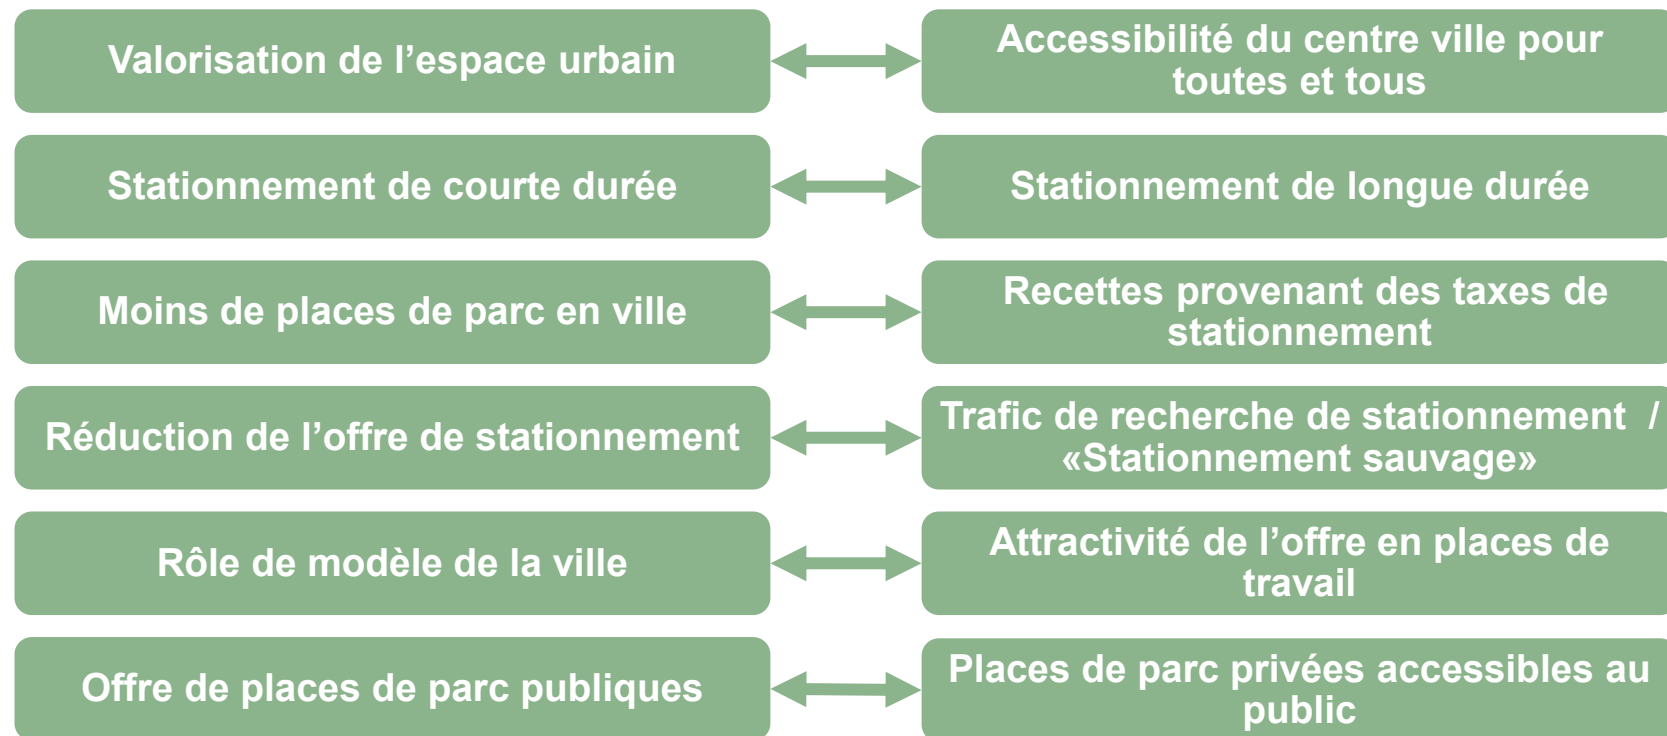 Valorisation de l’espace urbain
Accessibilité du centre ville pour
toutes et tous
Stationnement de courte durée
Stationnement de longue durée
Moins de places de parc en ville
Recettes provenant des taxes de
stationnement
Réduction de l’offre de stationnement
Trafic de recherche de stationnement /
«Stationnement sauvage»
Rôle de modèle de la ville
Attractivité de l’offre en places de
travail
Offre de places de parc publiques
Places de parc privées accessibles au
public